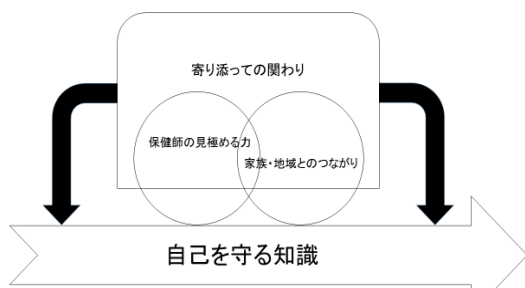 寄り添っての関わり
保健師の見極める力
家族・地域とのつながり
自己を守る知識